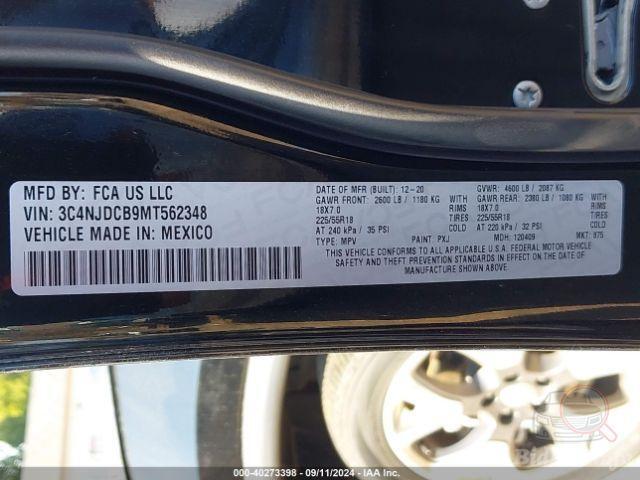 MFD BY: FCA US LLC
VIN: 3C4NJDCB9MT562348
VEHICLE MADE IN: MEXICO
DATE OF MFR (BUILT): 12-20 GVWR: 4600 LB / 2087 KG
GAWR FRONT: 2600 LB / 1180 KG GAWR REAR: 2380 LB / 1080 KG
18X7.0 18X7.0
225/55R18 TIRES 225/55R18 TIRES
AT 240 kPa / 35 PSI COLD AT 220 kPa / 32 PSI COLD
TYPE: MPV PAINT: PXJ MDH: 120409 MKT: 875
THIS VEHICLE CONFORMS TO ALL APPLICABLE U.S.A. FEDERAL MOTOR VEHICLE
SAFETY AND THEFT PREVENTION STANDARDS IN EFFECT ON THE DATE OF
MANUFACTURE SHOWN ABOVE.
000-40273398 - 09/11/2024 - IAA Inc.